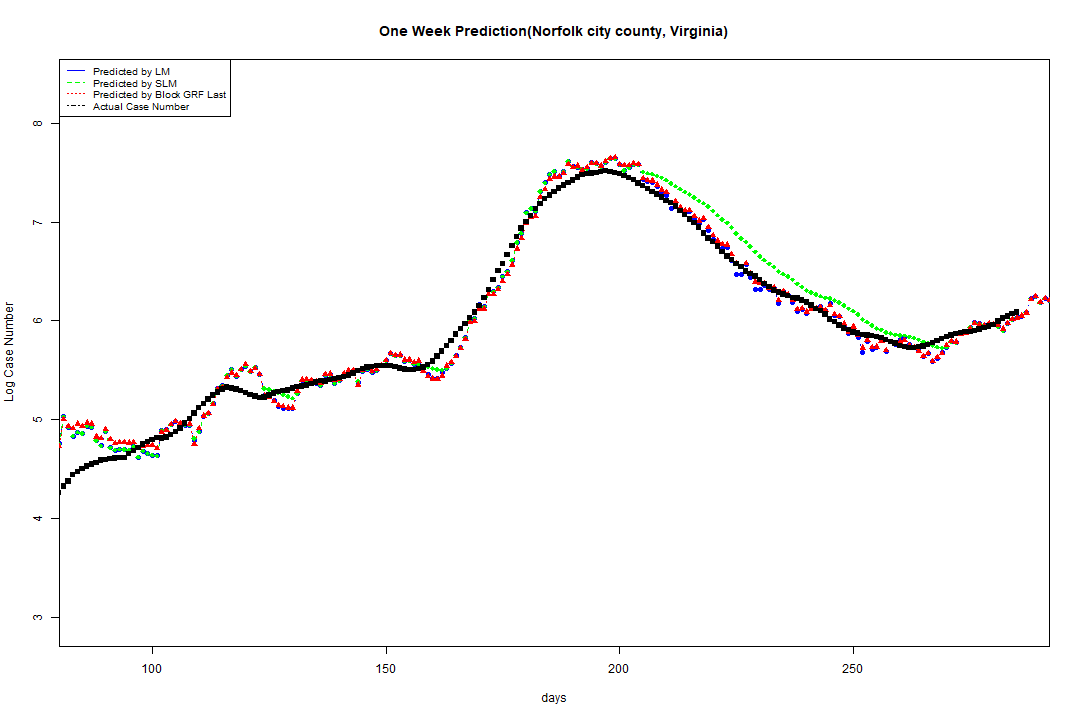 One Week Prediction(Norfolk city county, Virginia)
Predicted by LM
Predicted by SLM
Predicted by Block GRF Last
Actual Case Number
Log Case Number
8
7
6
5
4
3
100 150 200 250
days